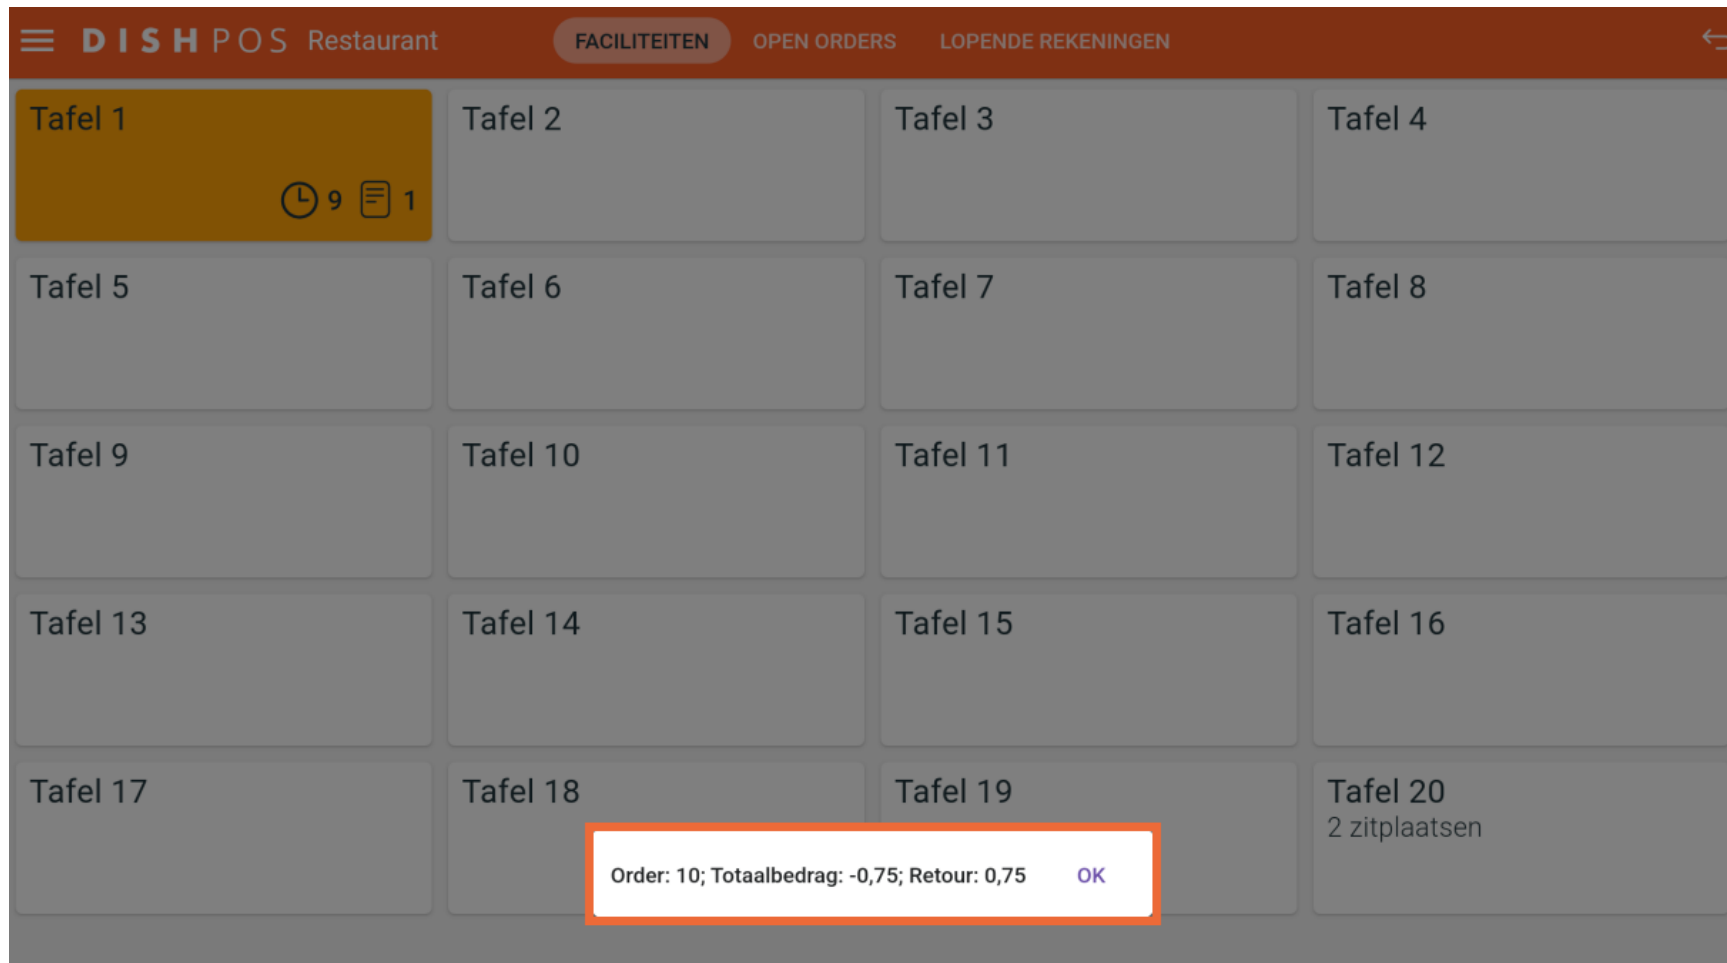 DISH POS Restaurant FACILITEITEN OPEN ORDERS LOPENDE REKENINGEN
Tafel 1 Tafel 2 Tafel 3 Tafel 4
9 1
Tafel 5 Tafel 6 Tafel 7 Tafel 8
Tafel 9 Tafel 10 Tafel 11 Tafel 12
Tafel 13 Tafel 14 Tafel 15 Tafel 16
Tafel 17 Tafel 18 Tafel 19 Tafel 20
2 zitplaatsen
Order: 10; Totaalbedrag: -0,75; Retour: 0,75 OK